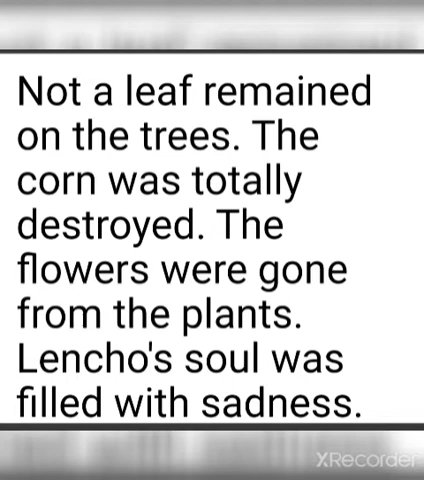 Not a leaf remained
on the trees. The
corn was totally
destroyed. The
flowers were gone
from the plants.
Lencho's soul was
filled with sadness.
XRecorder